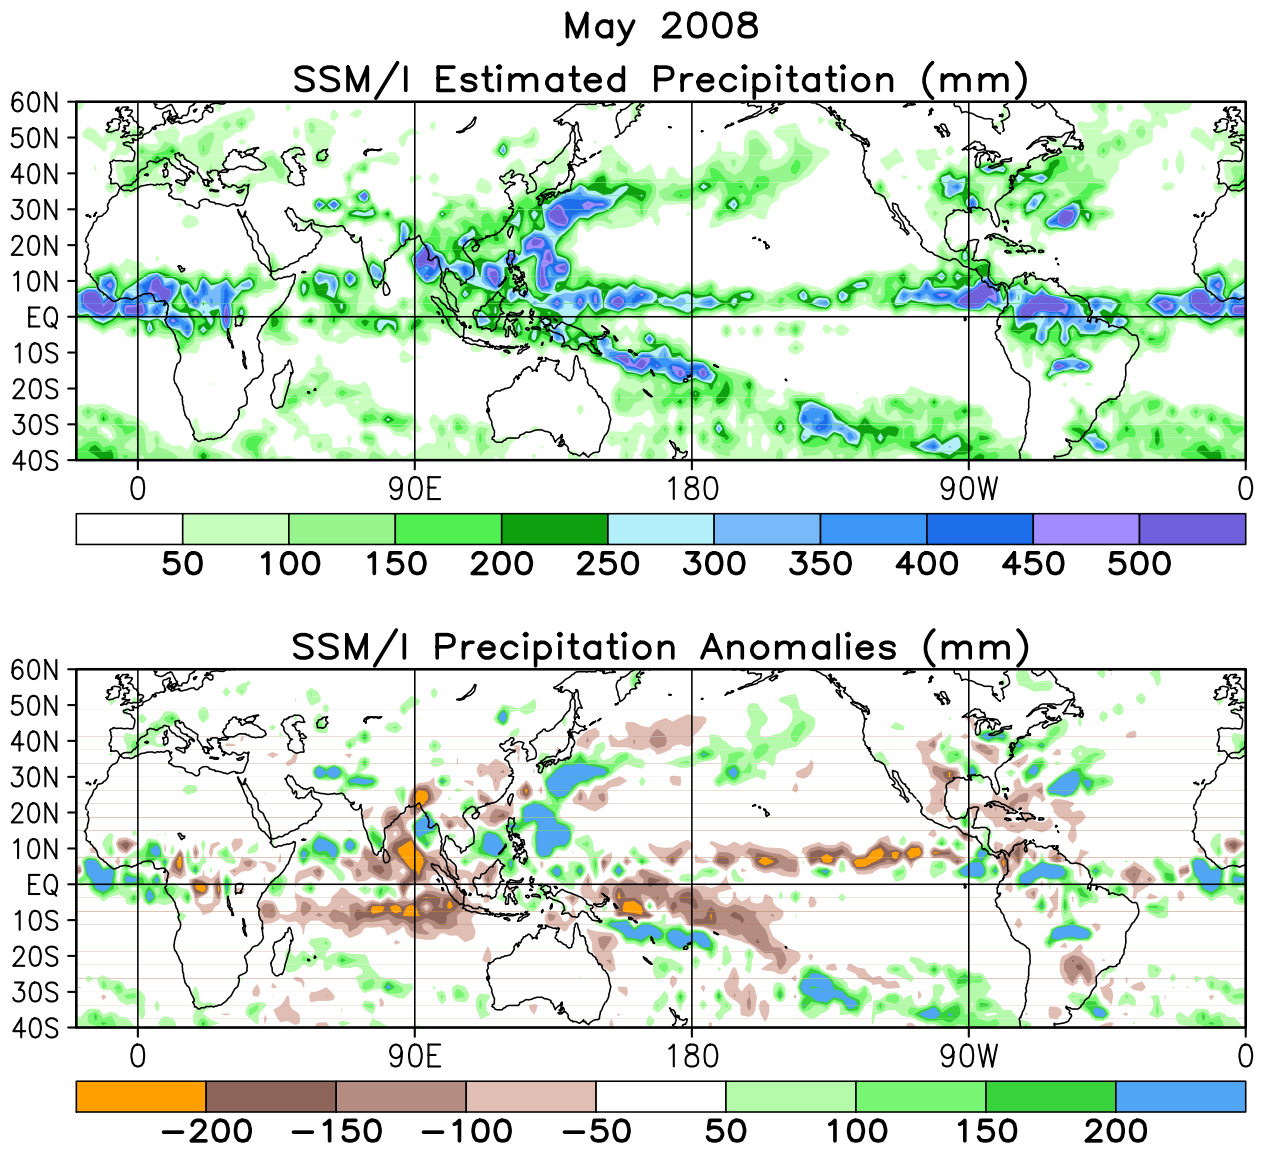 May 2008
SSM/I Estimated Precipitation (mm)
60N
50N
40N
30N
20N
10N
EQ
10S
20S
30S
40S
0 90E 180 90W 0
50 100 150 200 250 300 350 400 450 500
SSM/I Precipitation Anomalies (mm)
60N
50N
40N
30N
20N
10N
EQ
10S
20S
30S
40S
0 90E 180 90W 0
−200 −150 −100 −50 50 100 150 200